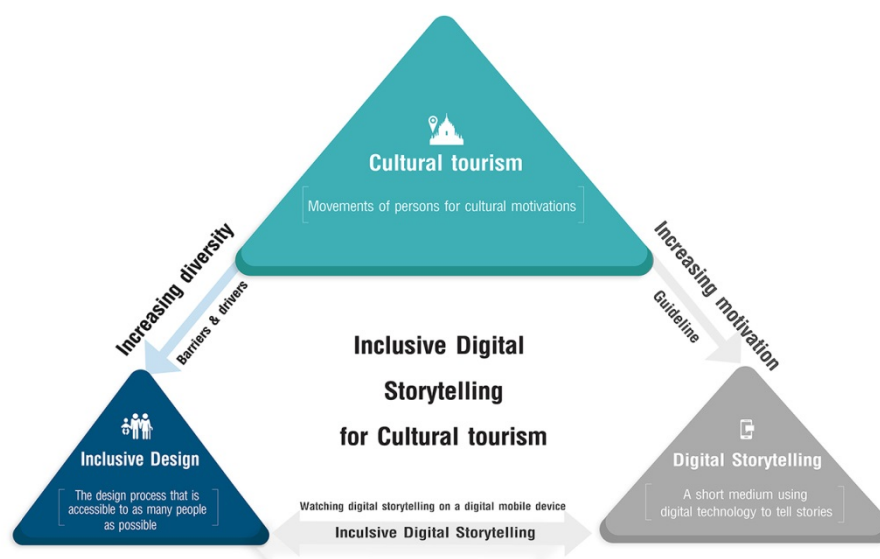 Cultural tourism
Movements of persons for cultural motivations
Increasing diversity
Barriers & drivers
Increasing motivation
Guideline
Inclusive Digital
Storytelling
for Cultural tourism
Inclusive Design
The design process that is
accessible to as many people
as possible
Digital Storytelling
A short medium using
digital technology to tell stories
Watching digital storytelling on a digital mobile device
Inculsive Digital Storytelling